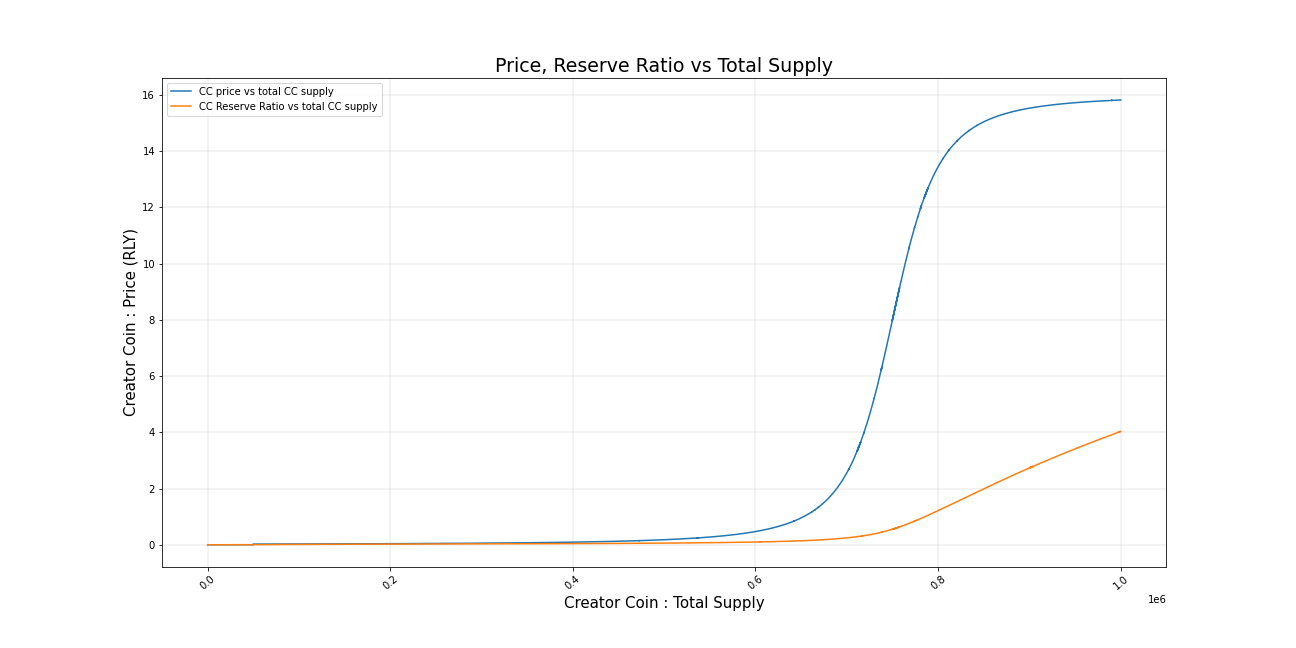 Price, Reserve Ratio vs Total Supply
CC price vs total CC supply
CC Reserve Ratio vs total CC supply
16
14
12
10
8
6
4
2
0
Creator Coin : Price (RLY)
0.0 0.2 0.4 0.6 0.8 1.0
1e6
Creator Coin : Total Supply